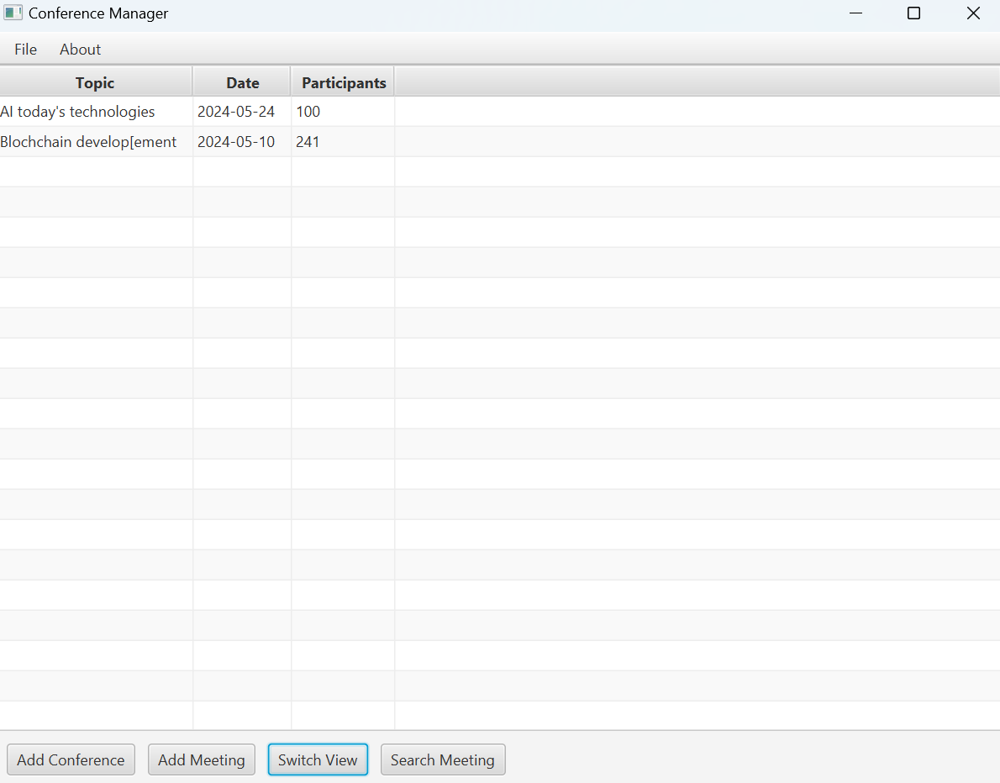 Conference Manager
File About
Topic Date Participants
AI today's technologies 2024-05-24 100
Blochchain develop[ement 2024-05-10 241
Add Conference Add Meeting Switch View Search Meeting